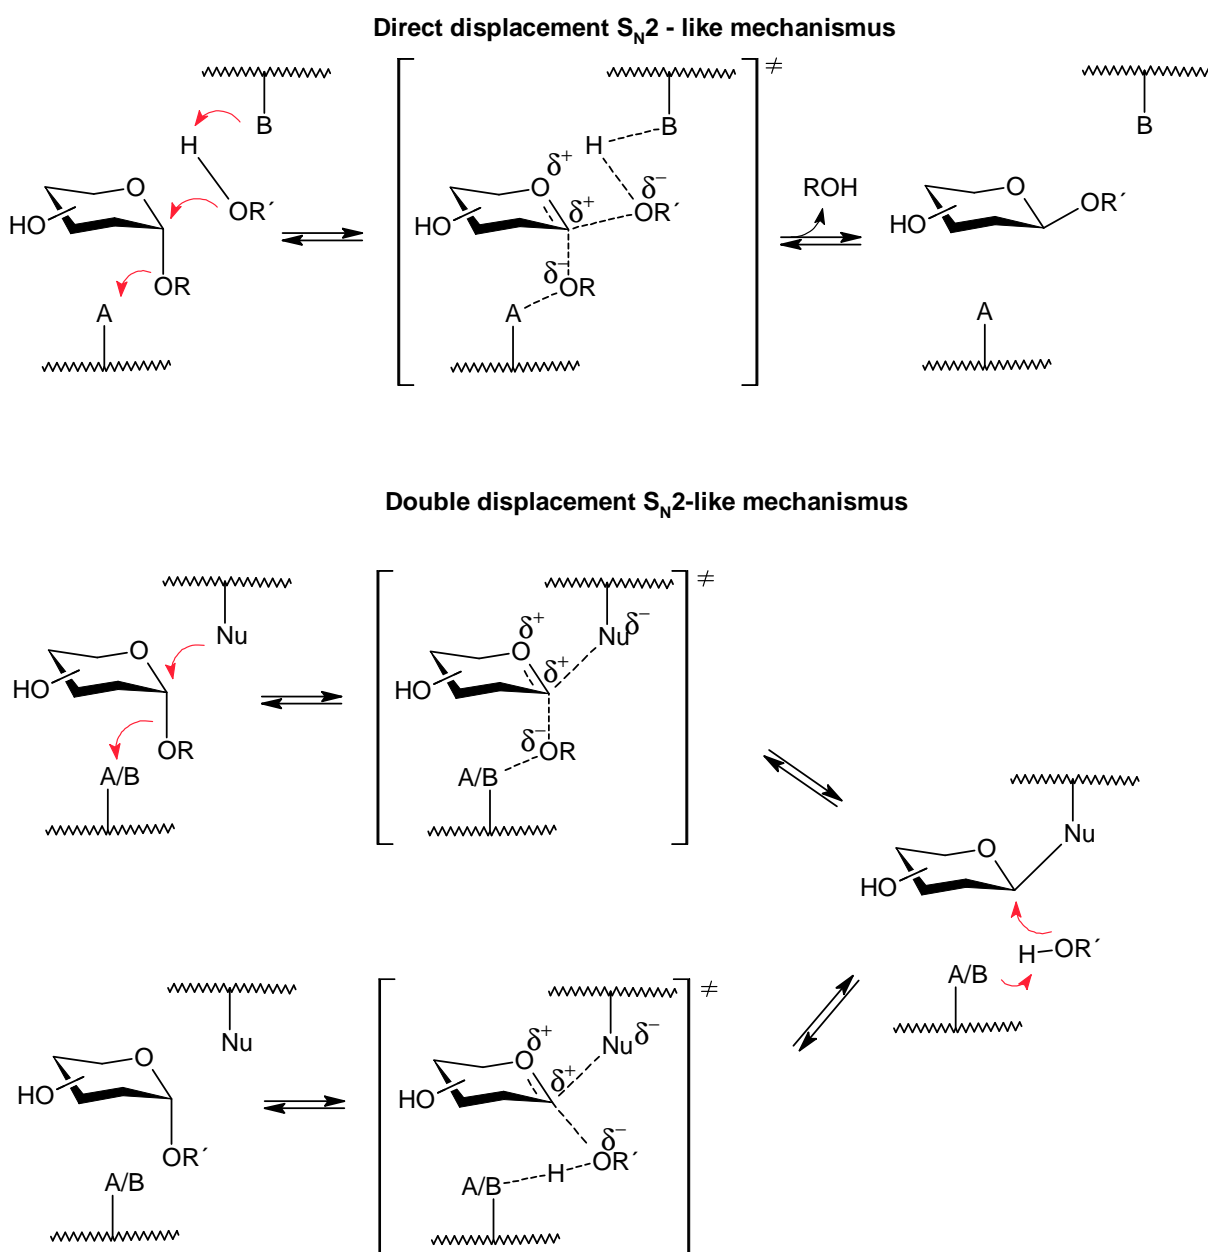 Direct displacement SN2 - like mechanismus
B
H
O
HO
OR´
OR
A
≠
B
H
δ+
δ−
O
δ+
HO
OR´
δ−
OR
A
ROH
B
O
OR´
HO
A
Double displacement SN2-like mechanismus
Nu
O
HO
OR
A/B
≠
δ+
Nu
δ−
O
δ+
HO
δ−
OR
A/B
Nu
O
HO
H
OR´
A/B
Nu
O
HO
OR´
A/B
≠
δ+
Nu
δ−
O
δ+
HO
δ−
OR´
H
A/B